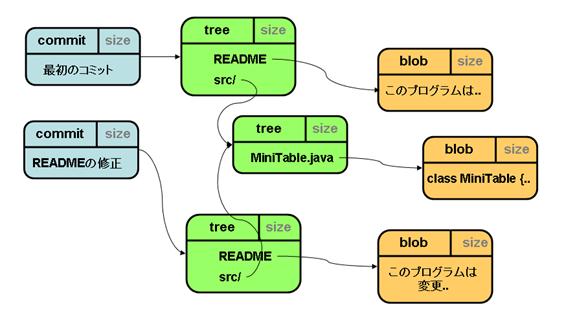 commit size
最初のコミット
tree size
README
src/
blob size
このプログラムは..
commit size
READMEの修正
tree size
MiniTable.java
blob size
class MiniTable {..
tree size
README
src/
blob size
このプログラムは
変更..